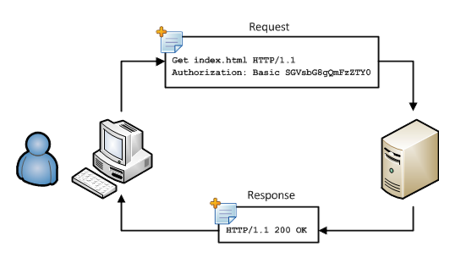 Request
Get index.html HTTP/1.1
Authorization: Basic SGVsbG8gQmFzZTY0
Response
HTTP/1.1 200 OK